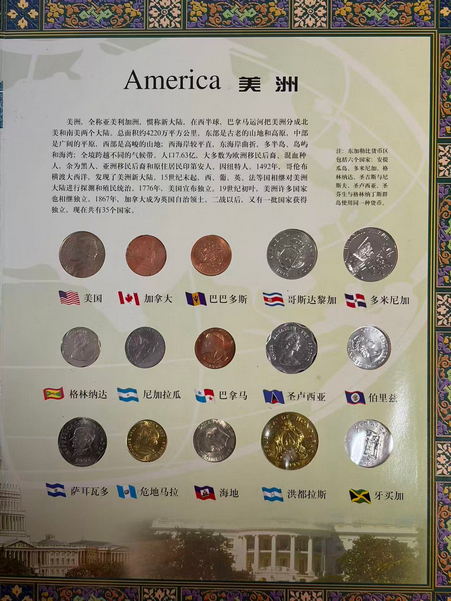 America 美 洲
美洲，全称亚美利加洲，惯称新大陆，在西半球，巴拿马运河把美洲分成北
美和南美两个大陆。总面积约4220万平方公里，东部是古老的山地和高原，中部
是广阔的平原，西部是高峻的山地；西海岸较平直，东海岸曲折，多半岛、岛屿
和海湾；全境跨越不同的气候带。人口7.63亿，大多数为欧洲移民后裔、混血种
人，余为黑人、亚洲移民后裔和原住居民印第安人，因纽特人。1492年，哥伦布
横渡大西洋，发现了美洲新大陆，15世纪末起，西、葡、英、法等国相继对美洲
大陆进行探测和殖民统治。1776年，美国宣布独立，19世纪初叶，美洲许多国家
也相继独立。1867年，加拿大成为英国自治领土。二战以后，又有一批国家获得
独立。现在共有35个国家。
注：东加勒比货币区
包括六个国家：安提
瓜岛、多米尼加、格
林纳达、圣吉斯与尼
斯夫、圣卢西亚、圣
芬生与格林纳丁斯群
岛使用同一种货币。
美国 加拿大 巴巴多斯 哥斯达黎加 多米尼加
格林纳达 尼加拉瓜 巴拿马 圣卢西亚 伯里兹
萨耳瓦多 危地马拉 海地 洪都拉斯 牙买加